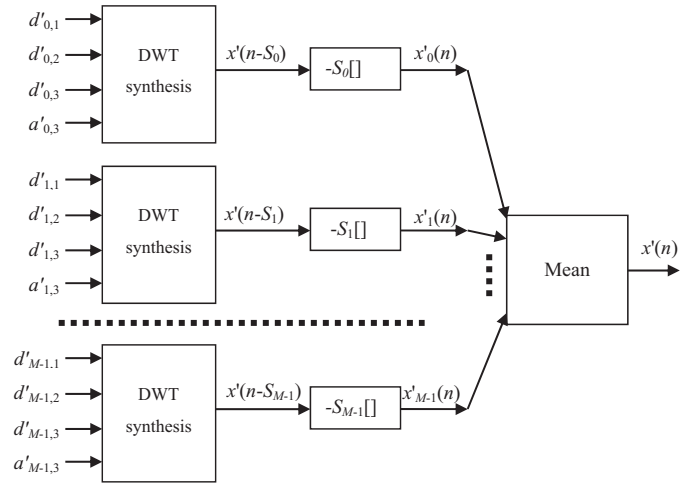 d'0,1
d'0,2
d'0,3
a'0,3
DWT
synthesis
x'(n-S0)
-S0[]
x'0(n)
d'1,1
d'1,2
d'1,3
a'1,3
DWT
synthesis
x'(n-S1)
-S1[]
x'1(n)
Mean
x'(n)
d'M-1,1
d'M-1,2
d'M-1,3
a'M-1,3
DWT
synthesis
x'(n-SM-1)
-SM-1[]
x'M-1(n)